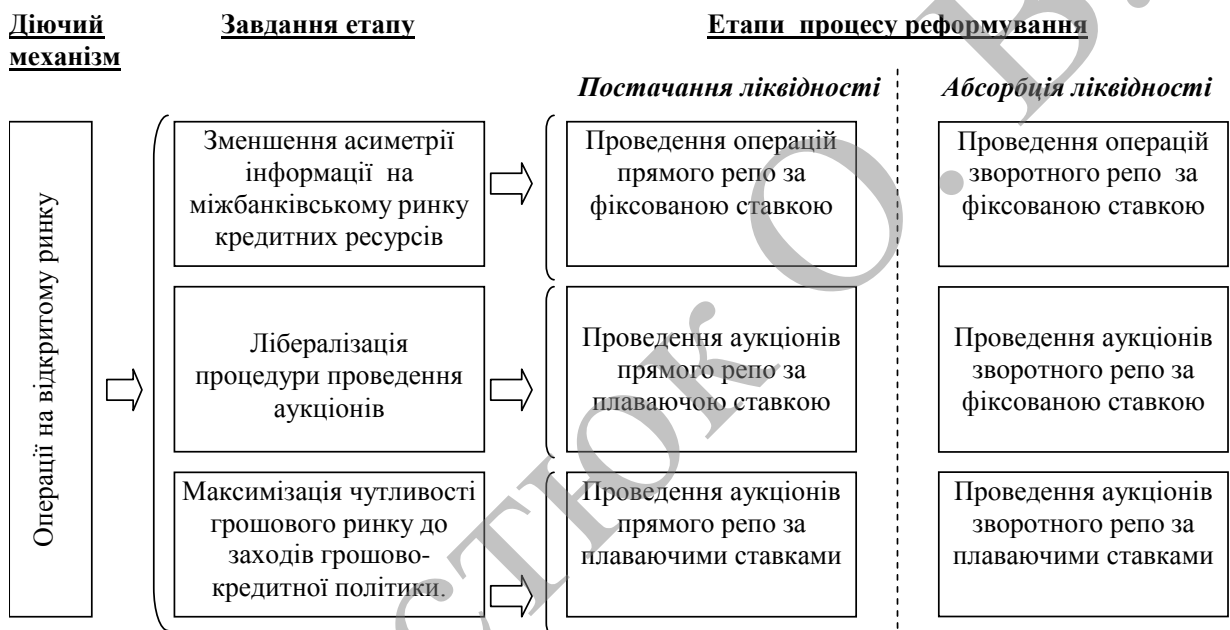 Діючий
механізм
Завдання етапу
Етапи процесу реформування
Постачання ліквідності
Абсорбція ліквідності
Операції на відкритому ринку
Зменшення асиметрії
інформації на
міжбанківському ринку
кредитних ресурсів
Проведення операцій
прямого репо за
фіксованою ставкою
Проведення операцій
зворотного репо за
фіксованою ставкою
Лібералізація
процедури проведення
аукціонів
Проведення аукціонів
прямого репо за
плаваючою ставкою
Проведення аукціонів
зворотного репо за
фіксованою ставкою
Максимізація чутливості
грошового ринку до
заходів грошово-
кредитної політики.
Проведення аукціонів
прямого репо за
плаваючими ставками
Проведення аукціонів
зворотного репо за
плаваючими ставками
СТЮК О. В.